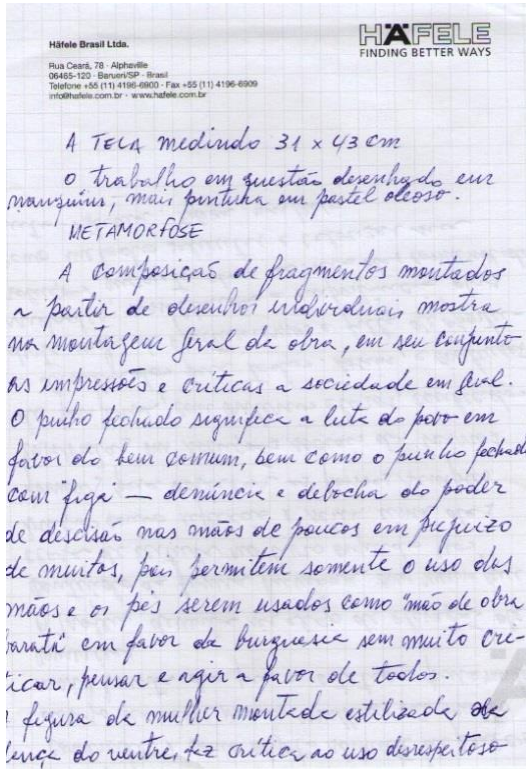 Häfele Brasil Ltda.
HÄFELE
FINDING BETTER WAYS
Rua Ceará, 78 - Alphaville
06465-120 - Barueri/SP - Brasil
Telefone +55 (11) 4196-6900 - Fax +55 (11) 4196-6909
info@hafele.com.br - www.hafele.com.br
A TELA medindo 31 x 43 cm
O trabalho em questão desenhado em
nanquim, mais pintura em pastel oleoso.
METAMORFOSE
A composição de fragmentos montados
a partir de desenhos individuais mostra
na montagem geral da obra, em seu conjunto
as impressões e críticas a sociedade em geral.
O punho fechado significa a luta do povo em
favor do bem comum, bem como o punho fechado
com "figa" — denúncia e debocha do poder
de descisão nas mãos de poucos em prejuízo
de muitos, pois permitem somente o uso das
mãos e os pés serem usados como "mão de obra
barata" em favor da burguesia sem muito cri-
ticar, pensar e agir a favor de todos.
figura da mulher montada estilizada da
do ventre, faz crítica ao uso desrespeitoso